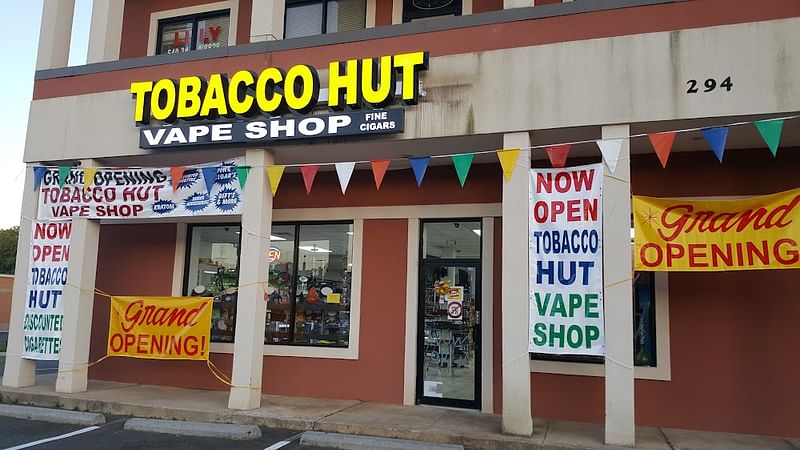 LILY
TOBACCO HUT
VAPE SHOP FINE CIGARS
294
GRAND OPENING
TOBACCO HUT
VAPE SHOP
KRATOM
NOW
OPEN
TOBACCO
HUT
DISCOUNTED
CIGARETTES
Grand
OPENING!
NOW
OPEN
TOBACCO
HUT
VAPE
SHOP
Grand
OPENING